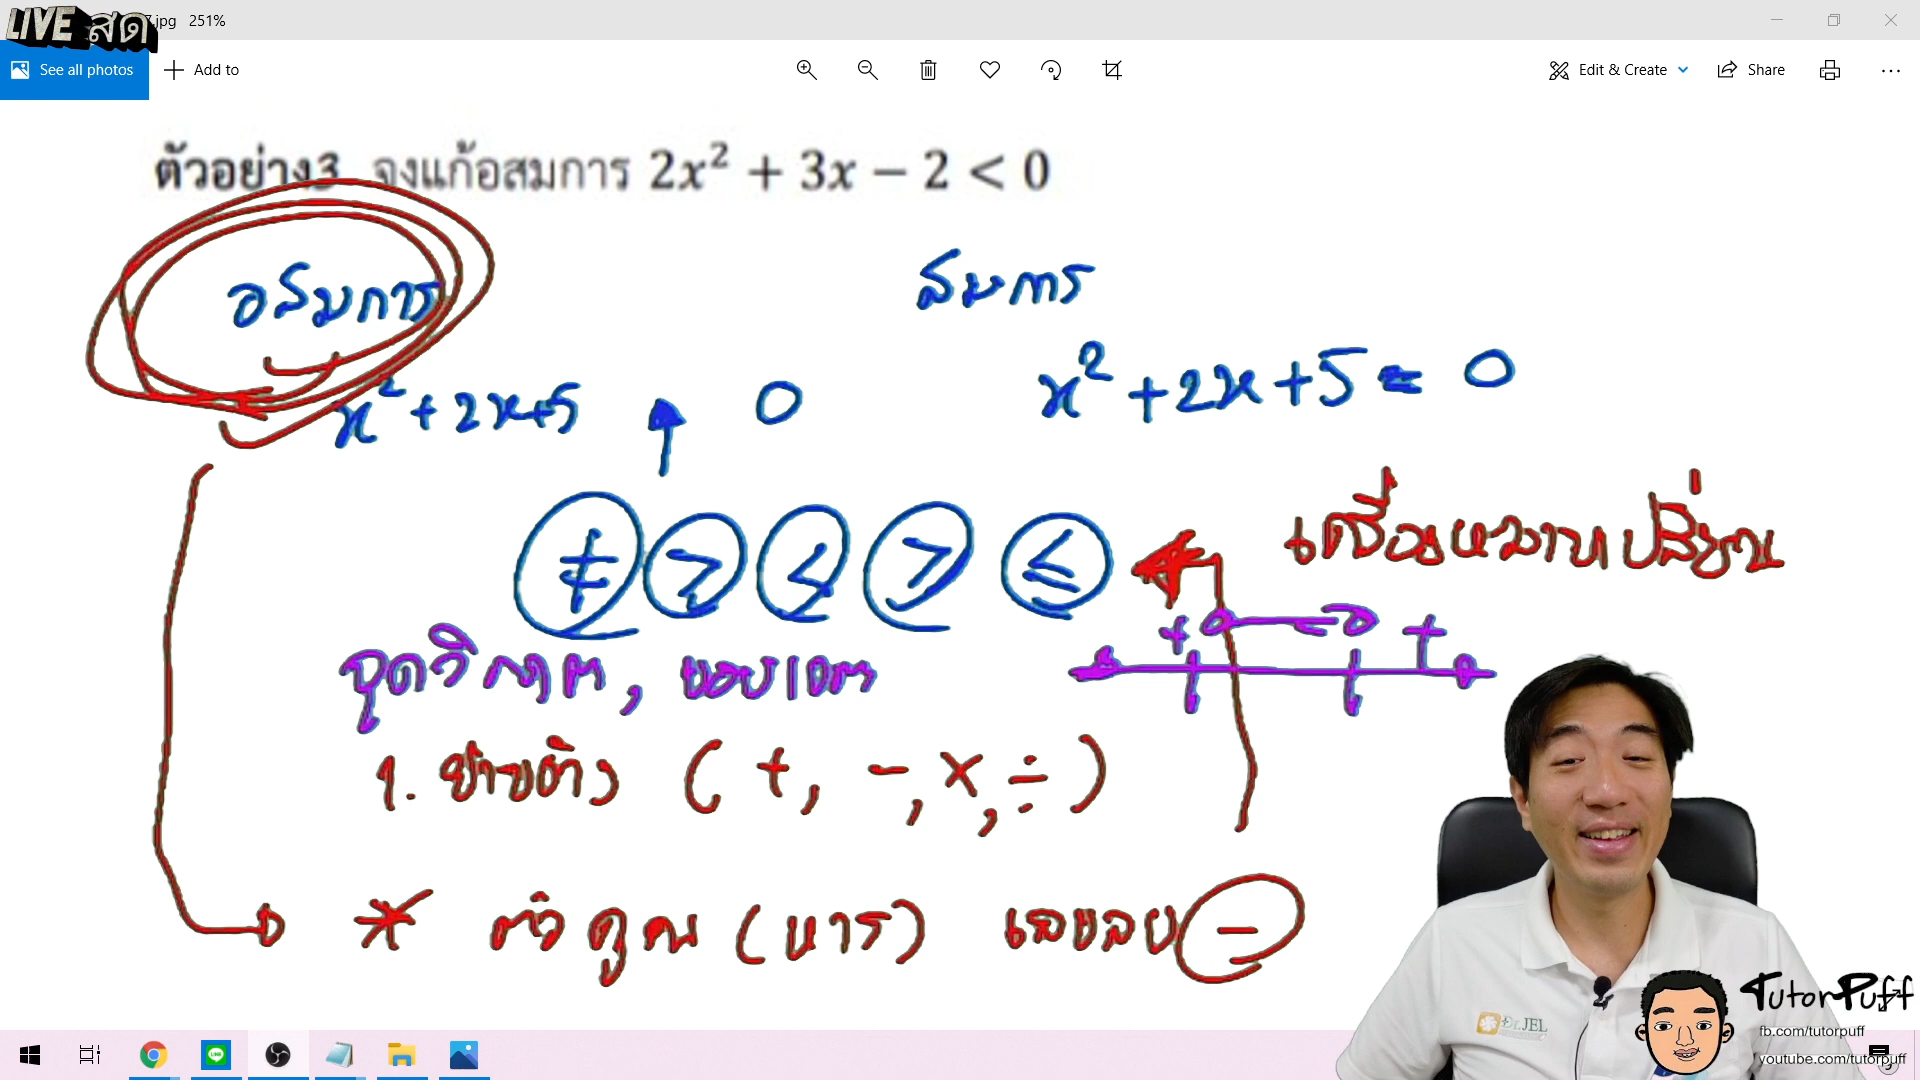 LIVE สด 7.jpg 251%
See all photos Add to Edit & Create Share
ตัวอย่าง3 จงแก้อสมการ 2x² + 3x − 2 < 0
อสมการ สมการ
x² + 2x + 5 0 x² + 2x + 5 = 0
≠ > < > ≤ เครื่องหมายเปลี่ยน
จุดวิกฤต, ขอบเขต + − +
1. ย้ายข้าง ( +, −, ×, ÷ )
* ตัวคูณ (หาร) เลขลบ −
Dr.JEL
TutorPuff
fb.com/tutorpuff
youtube.com/tutorpuff